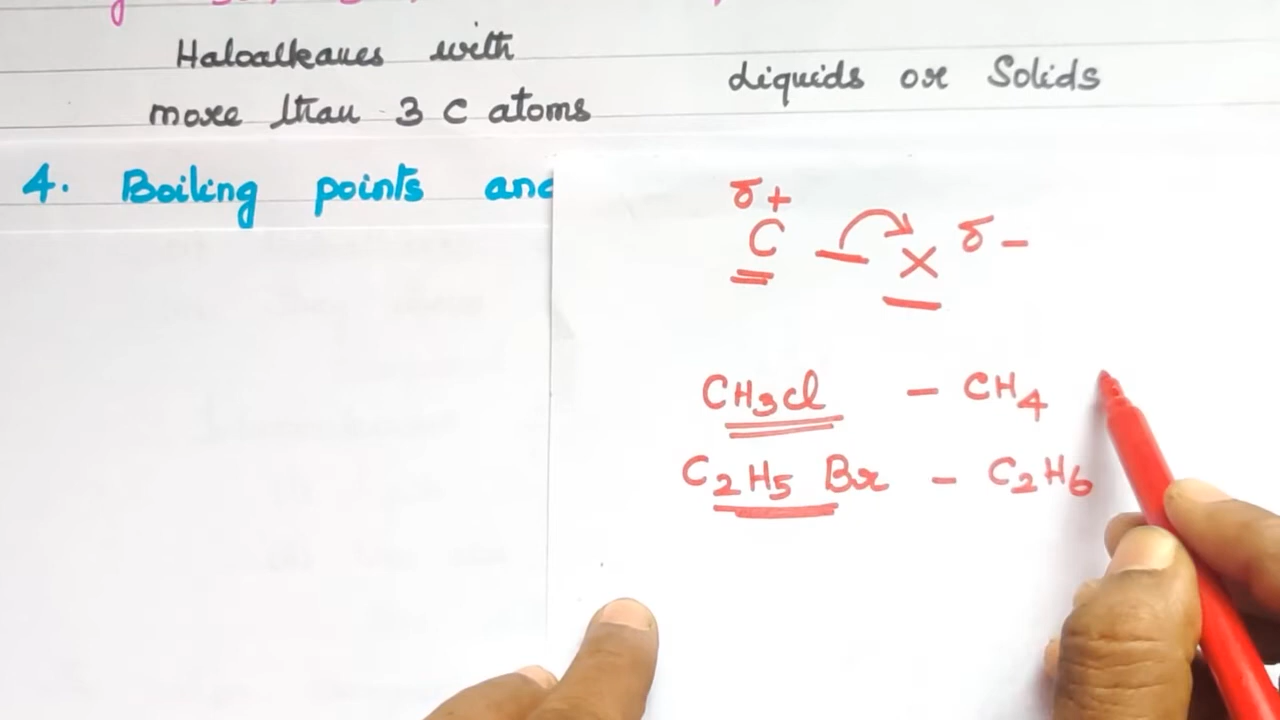 Haloalkanes with
more than 3 C atoms
Liquids or Solids
4. Boiling points and
δ+
C — X δ-
CH3Cl - CH4
C2H5 Br - C2H6